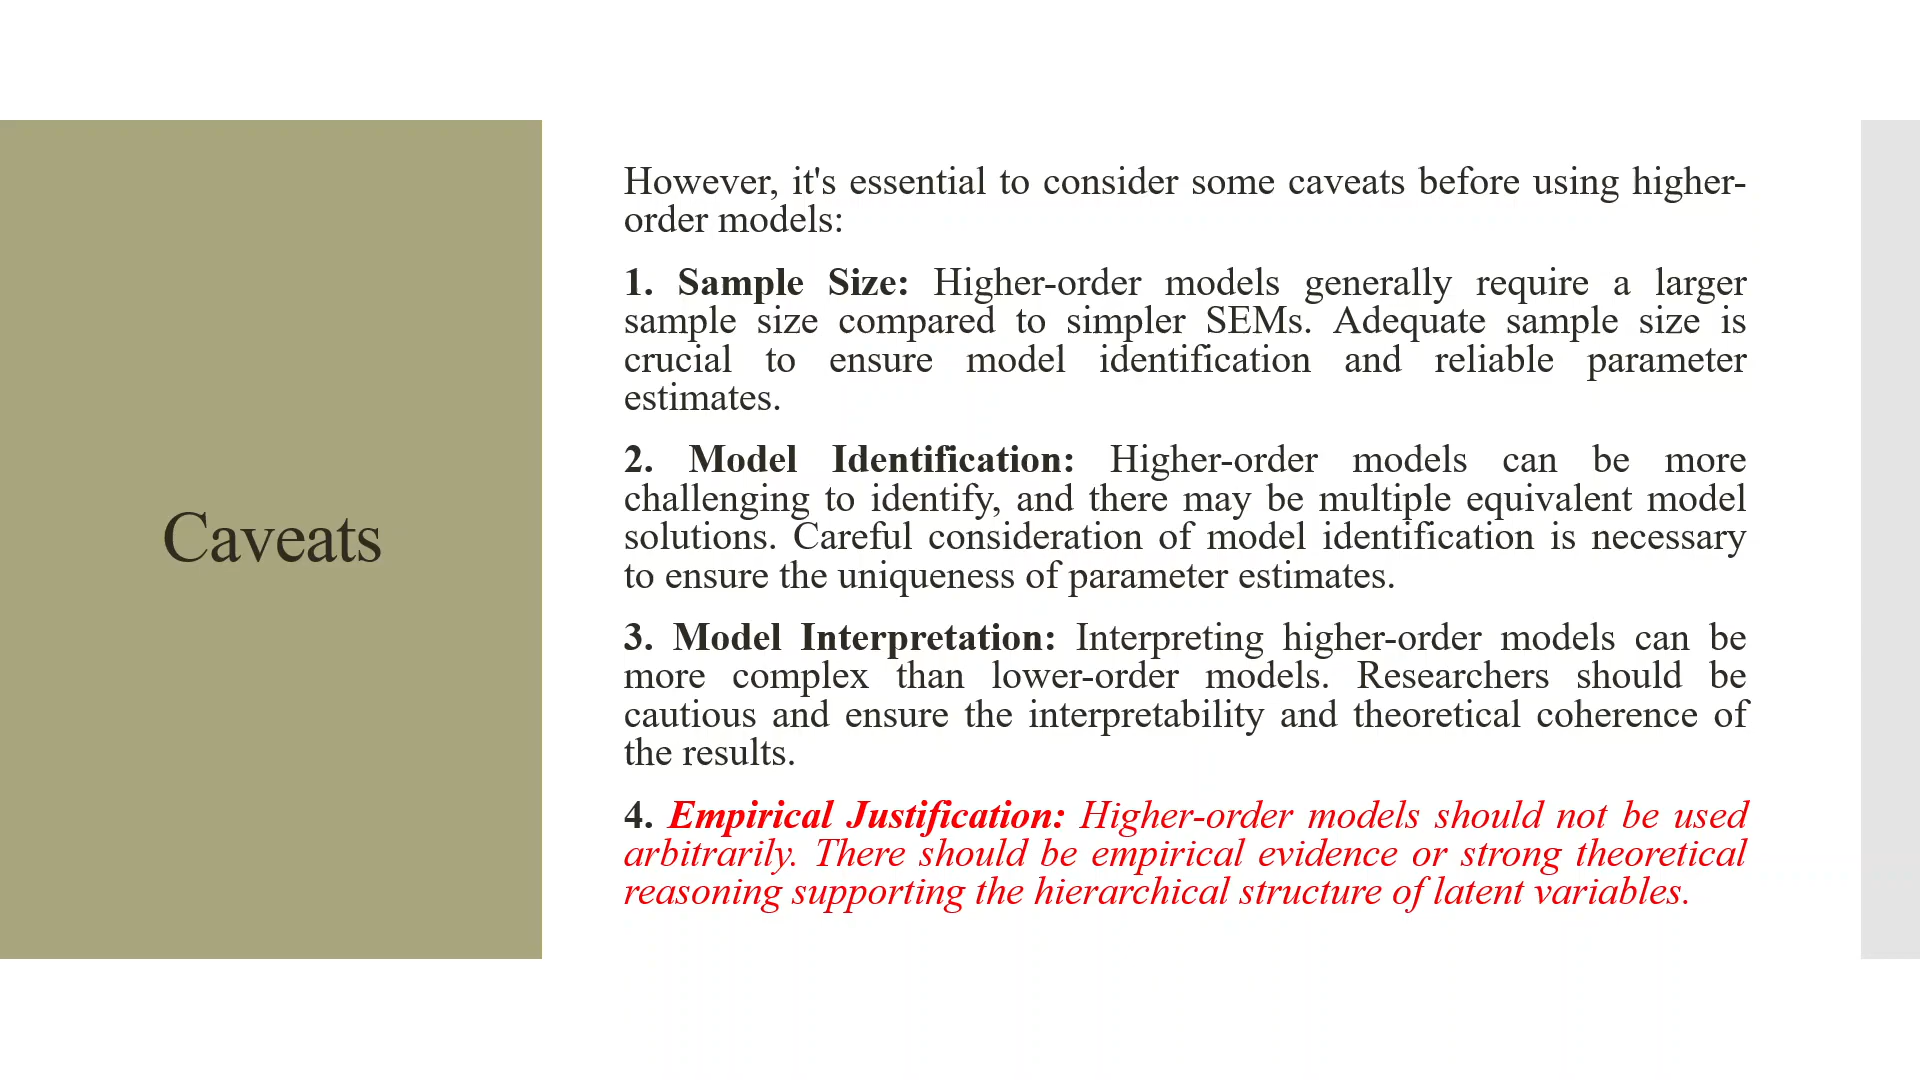 Caveats
However, it's essential to consider some caveats before using higher-
order models:
1. Sample Size: Higher-order models generally require a larger
sample size compared to simpler SEMs. Adequate sample size is
crucial to ensure model identification and reliable parameter
estimates.
2. Model Identification: Higher-order models can be more
challenging to identify, and there may be multiple equivalent model
solutions. Careful consideration of model identification is necessary
to ensure the uniqueness of parameter estimates.
3. Model Interpretation: Interpreting higher-order models can be
more complex than lower-order models. Researchers should be
cautious and ensure the interpretability and theoretical coherence of
the results.
4. Empirical Justification: Higher-order models should not be used
arbitrarily. There should be empirical evidence or strong theoretical
reasoning supporting the hierarchical structure of latent variables.